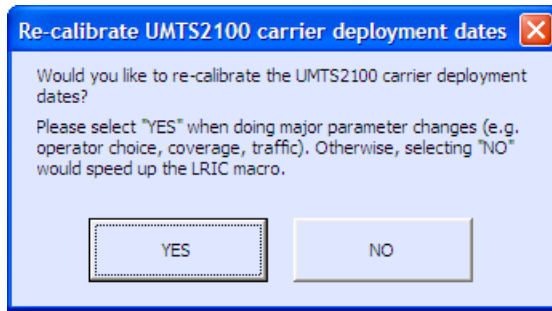 Re-calibrate UMTS2100 carrier deployment dates
Would you like to re-calibrate the UMTS2100 carrier deployment
dates?
Please select "YES" when doing major parameter changes (e.g.
operator choice, coverage, traffic). Otherwise, selecting "NO"
would speed up the LRIC macro.
YES
NO